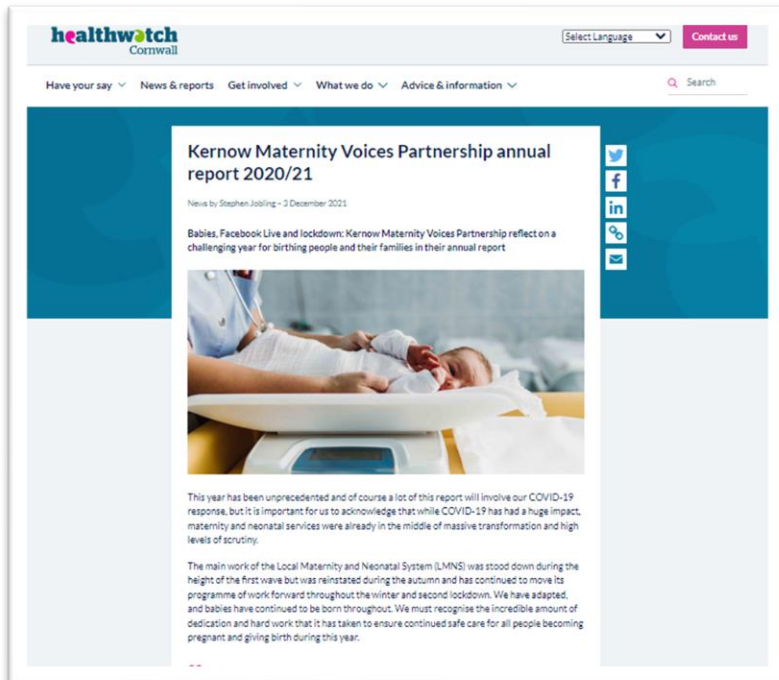 healthwatch
Cornwall
Select Language
Contact us
Have your say
News & reports
Get involved
What we do
Advice & information
Search
Kernow Maternity Voices Partnership annual
report 2020/21
News by Stephen Jobling – 3 December 2021
Babies, Facebook Live and lockdown: Kernow Maternity Voices Partnership reflect on a
challenging year for birthing people and their families in their annual report
This year has been unprecedented and of course a lot of this report will involve our COVID-19
response, but it is important for us to acknowledge that while COVID-19 has had a huge impact,
maternity and neonatal services were already in the middle of massive transformation and high
levels of scrutiny.
The main work of the Local Maternity and Neonatal System (LMNS) was stood down during the
height of the first wave but was reinstated during the autumn and has continued to move its
programme of work forward throughout the winter and second lockdown. We have adapted,
and babies have continued to be born throughout. We must recognise the incredible amount of
dedication and hard work that it has taken to ensure continued safe care for all people becoming
pregnant and giving birth during this year.